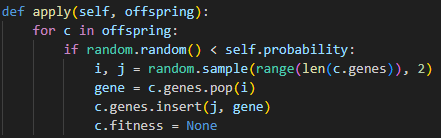 def apply(self, offspring):
    for c in offspring:
        if random.random() < self.probability:
            i, j = random.sample(range(len(c.genes)), 2)
            gene = c.genes.pop(i)
            c.genes.insert(j, gene)
            c.fitness = None